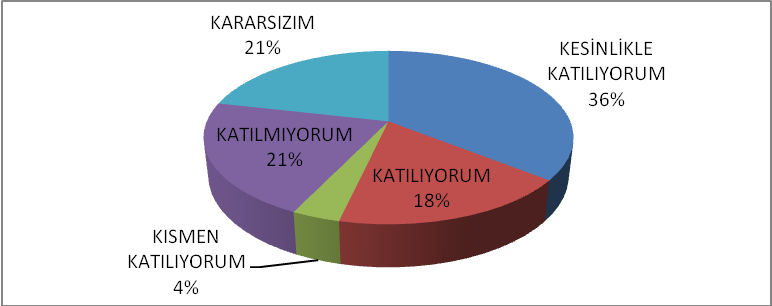 KARARSIZIM
21%
KESİNLİKLE
KATILIYORUM
36%
KATILMIYORUM
21%
KATILIYORUM
18%
KISMEN
KATILIYORUM
4%